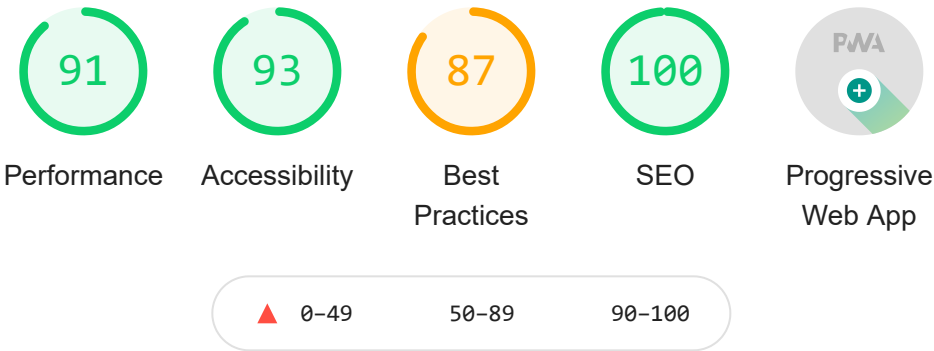 91 93 87 100 PWA
Performance Accessibility Best SEO Progressive
Practices Web App
0–49 50–89 90–100